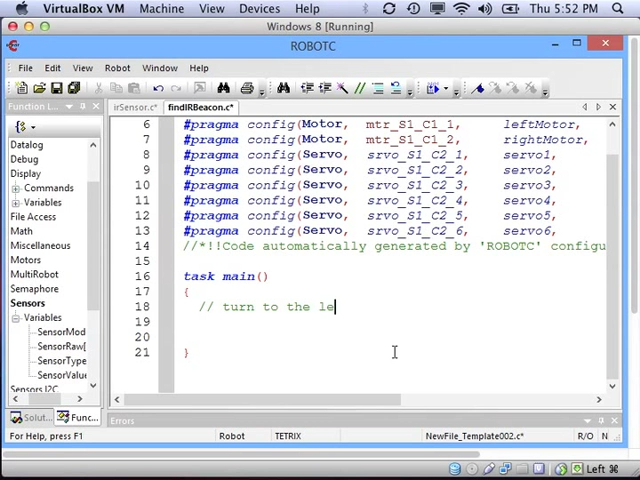 VirtualBox VM Machine View Devices Help Thu 5:52 PM
Windows 8 [Running]
ROBOTC
File Edit View Robot Window Help
Function L
irSensor.c* findIRBeacon.c*
Datalog
Debug
Display
Commands
Variables
File Access
Math
Miscellaneous
Motors
MultiRobot
Semaphore
Sensors
Variables
SensorMod
SensorRaw[
SensorType
SensorValue
Sensors I2C
Solut... Func...
6 #pragma config(Motor, mtr_S1_C1_1, leftMotor,
7 #pragma config(Motor, mtr_S1_C1_2, rightMotor,
8 #pragma config(Servo, srvo_S1_C2_1, servo1,
9 #pragma config(Servo, srvo_S1_C2_2, servo2,
10 #pragma config(Servo, srvo_S1_C2_3, servo3,
11 #pragma config(Servo, srvo_S1_C2_4, servo4,
12 #pragma config(Servo, srvo_S1_C2_5, servo5,
13 #pragma config(Servo, srvo_S1_C2_6, servo6,
14 //*!!Code automatically generated by 'ROBOTC' configu
15
16 task main()
17 {
18 // turn to the le
19
20
21 }
Errors
For Help, press F1 Robot TETRIX NewFile_Template002.c* R/O N
Left ⌘